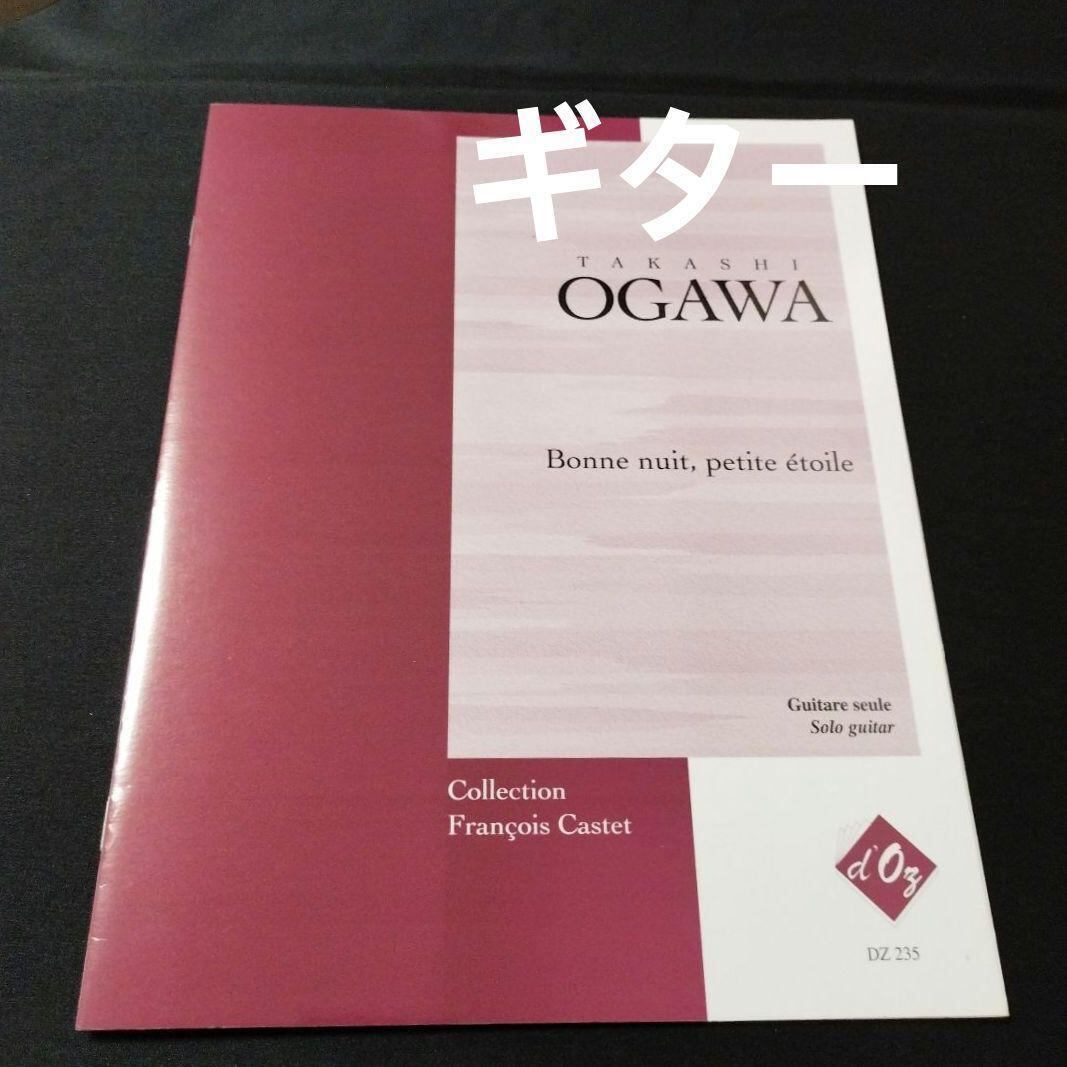 ギター
TAKASHI
OGAWA
Bonne nuit, petite étoile
Guitare seule
Solo guitar
Collection
François Castet
d'Oz
DZ 235